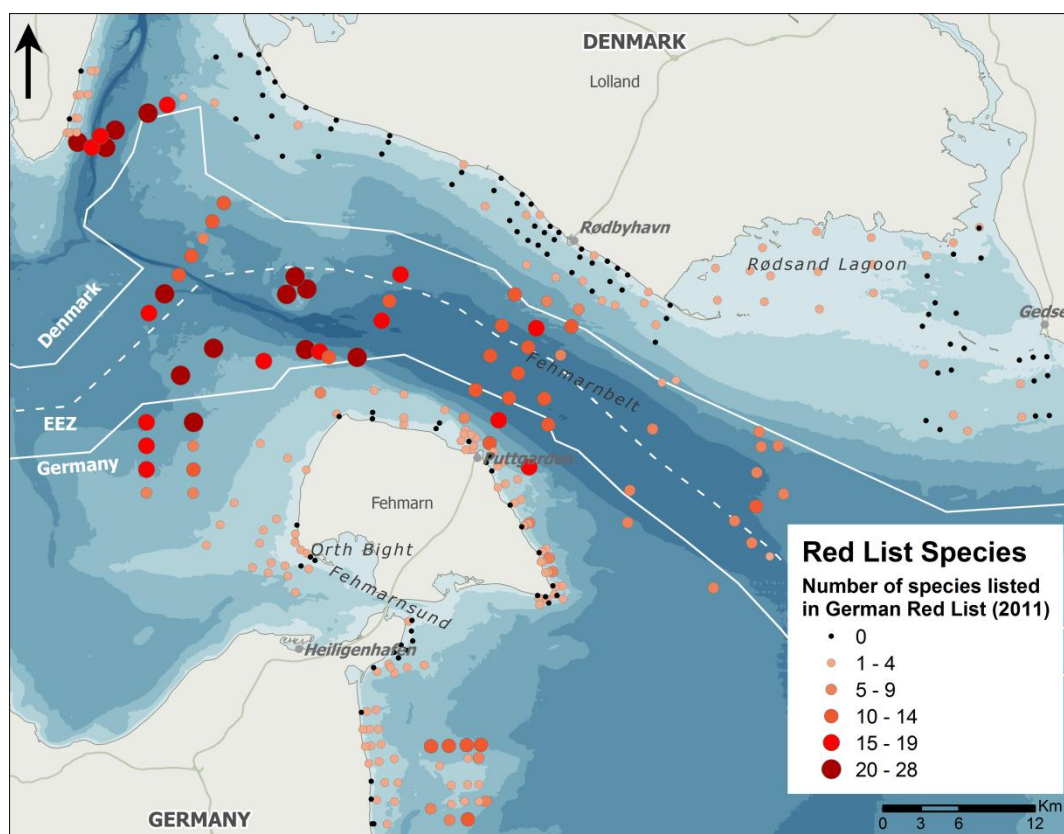 DENMARK
Lolland
Rødbyhavn
Rødsand Lagoon
Gedse
Denmark
Fehmarnbelt
EEZ
Germany
Puttgarden
Fehmarn
Orth Bight
Fehmarnsund
Heiligenhafen
GERMANY
Red List Species
Number of species listed
in German Red List (2011)
0
1 - 4
5 - 9
10 - 14
15 - 19
20 - 28
Km
0 3 6 12